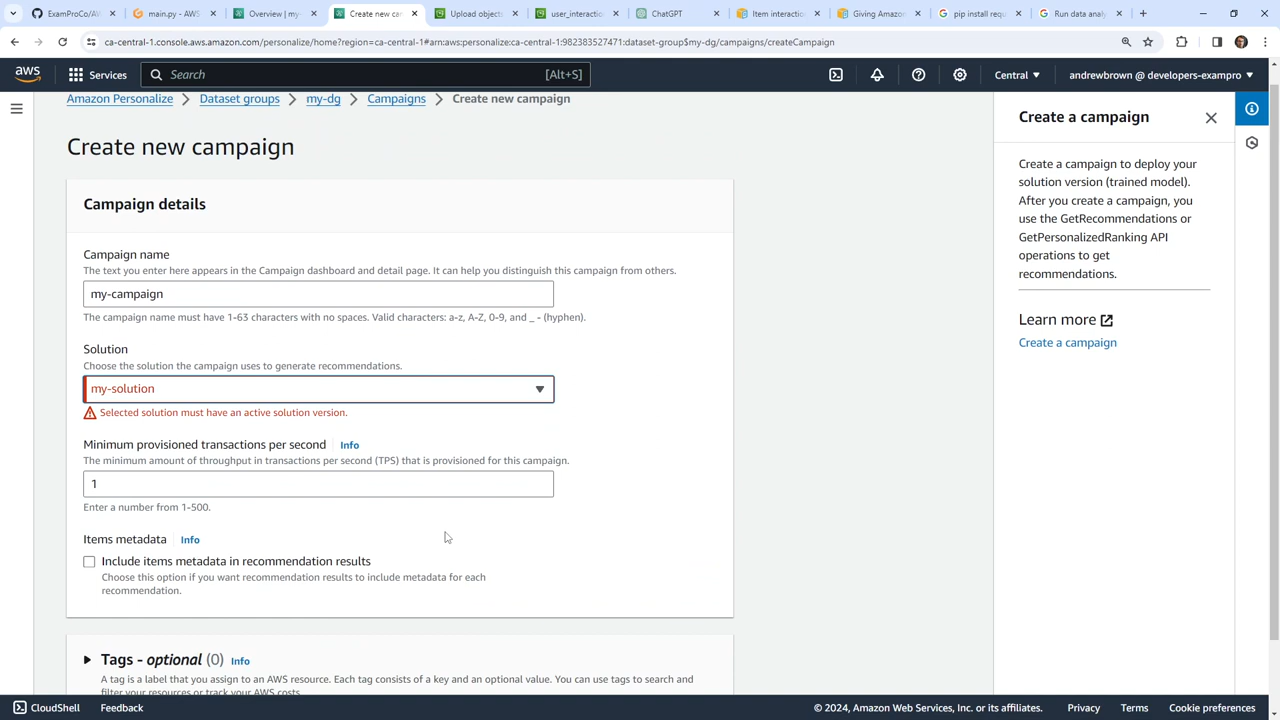 ExamProCo/AWS
main.py - AWS
Overview | my-
Create new ca
Upload object
user_interactio
ChatGPT
Item interactio
Giving Amazo
pip install requ
Run data analy
ca-central-1.console.aws.amazon.com/personalize/home?region=ca-central-1#arn:aws:personalize:ca-central-1:982383527471:dataset-group$my-dg/campaigns/createCampaign
aws
Services
Search
[Alt+S]
Central
andrewbrown @ developers-exampro
Amazon Personalize
Dataset groups
my-dg
Campaigns
Create new campaign
Create new campaign
Campaign details
Campaign name
The text you enter here appears in the Campaign dashboard and detail page. It can help you distinguish this campaign from others.
my-campaign
The campaign name must have 1-63 characters with no spaces. Valid characters: a-z, A-Z, 0-9, and _ - (hyphen).
Solution
Choose the solution the campaign uses to generate recommendations.
my-solution
Selected solution must have an active solution version.
Minimum provisioned transactions per second
Info
The minimum amount of throughput in transactions per second (TPS) that is provisioned for this campaign.
1
Enter a number from 1-500.
Items metadata
Info
Include items metadata in recommendation results
Choose this option if you want recommendation results to include metadata for each
recommendation.
Tags - optional (0) Info
A tag is a label that you assign to an AWS resource. Each tag consists of a key and an optional value. You can use tags to search and
filter your resources or track your AWS costs.
Create a campaign
Create a campaign to deploy your
solution version (trained model).
After you create a campaign, you
use the GetRecommendations or
GetPersonalizedRanking API
operations to get
recommendations.
Learn more
Create a campaign
CloudShell
Feedback
© 2024, Amazon Web Services, Inc. or its affiliates.
Privacy
Terms
Cookie preferences